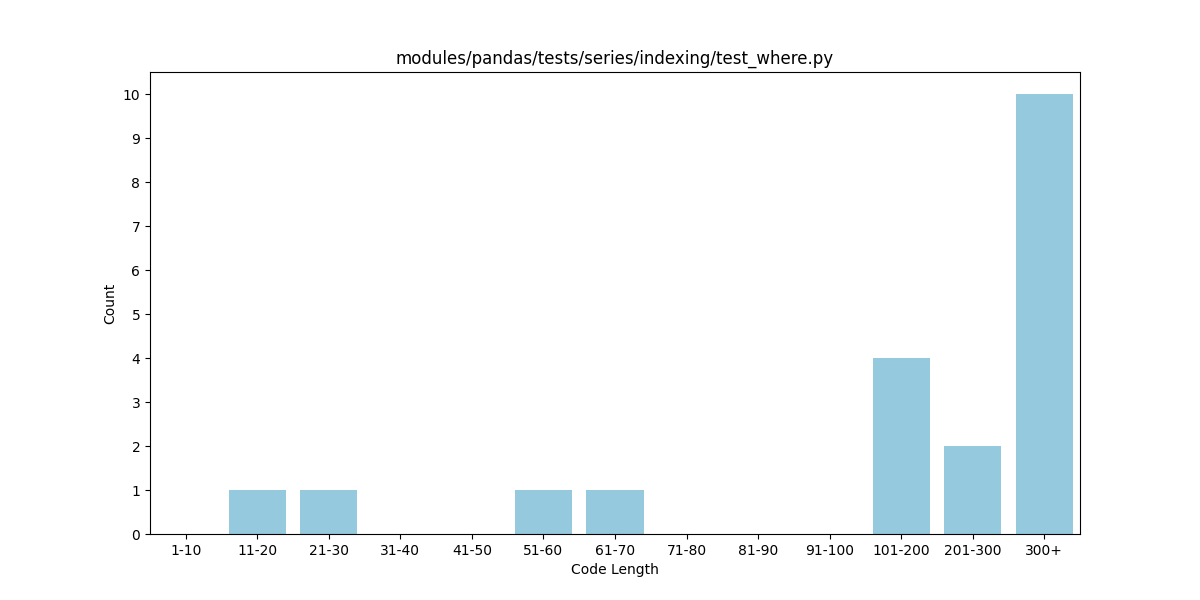 modules/pandas/tests/series/indexing/test_where.py
Count
10
9
8
7
6
5
4
3
2
1
0
1-10 11-20 21-30 31-40 41-50 51-60 61-70 71-80 81-90 91-100 101-200 201-300 300+
Code Length